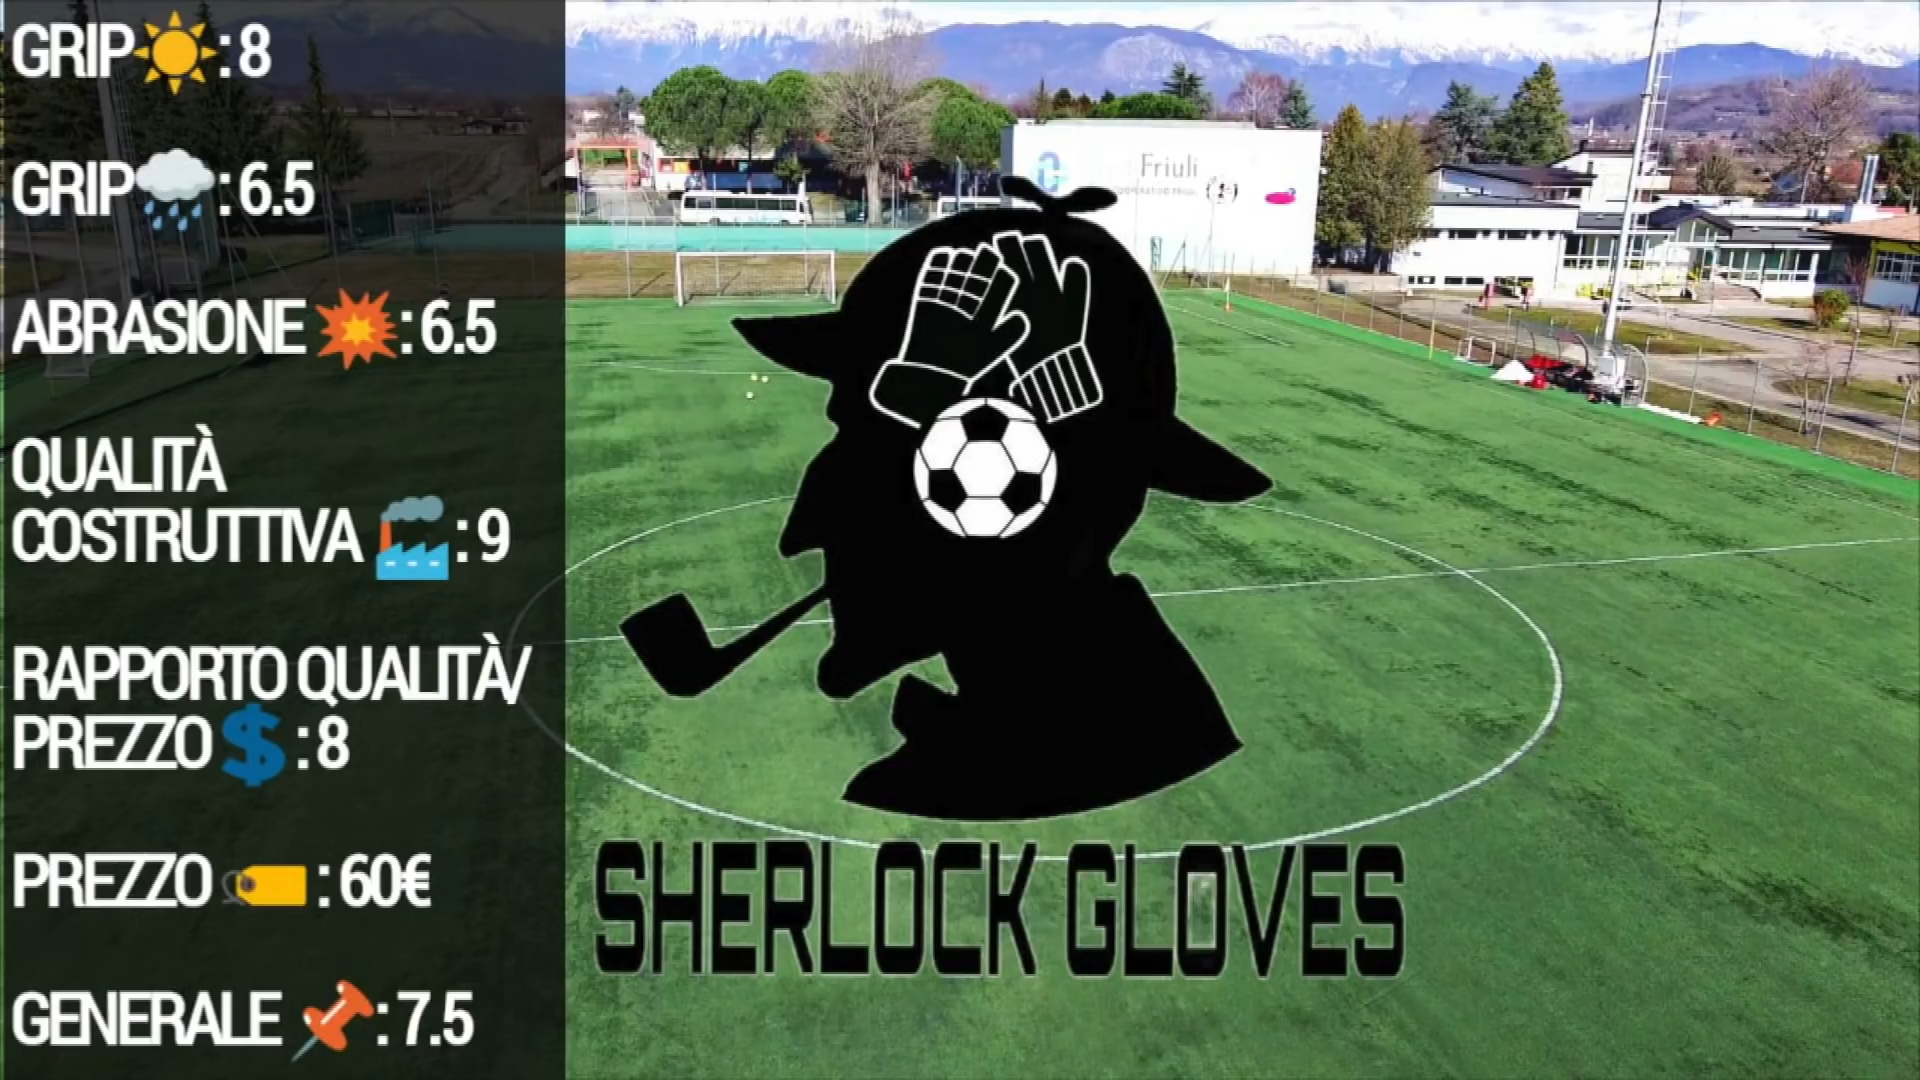 GRIP☀️: 8
GRIP🌧️: 6.5
ABRASIONE 💥: 6.5
QUALITÀ
COSTRUTTIVA 🏭: 9
RAPPORTO QUALITÀ/
PREZZO 💲: 8
PREZZO 🏷️: 60€
GENERALE 📌: 7.5
Friuli
SHERLOCK GLOVES